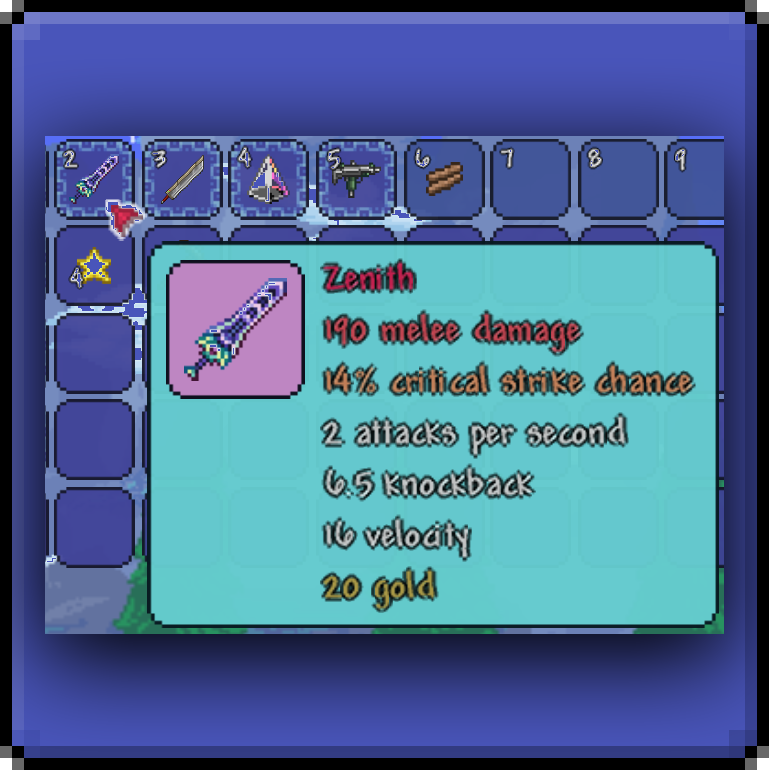 2 3 4 5 6 7 8 9
4
Zenith
190 melee damage
14% critical strike chance
2 attacks per second
6.5 knockback
16 velocity
20 gold